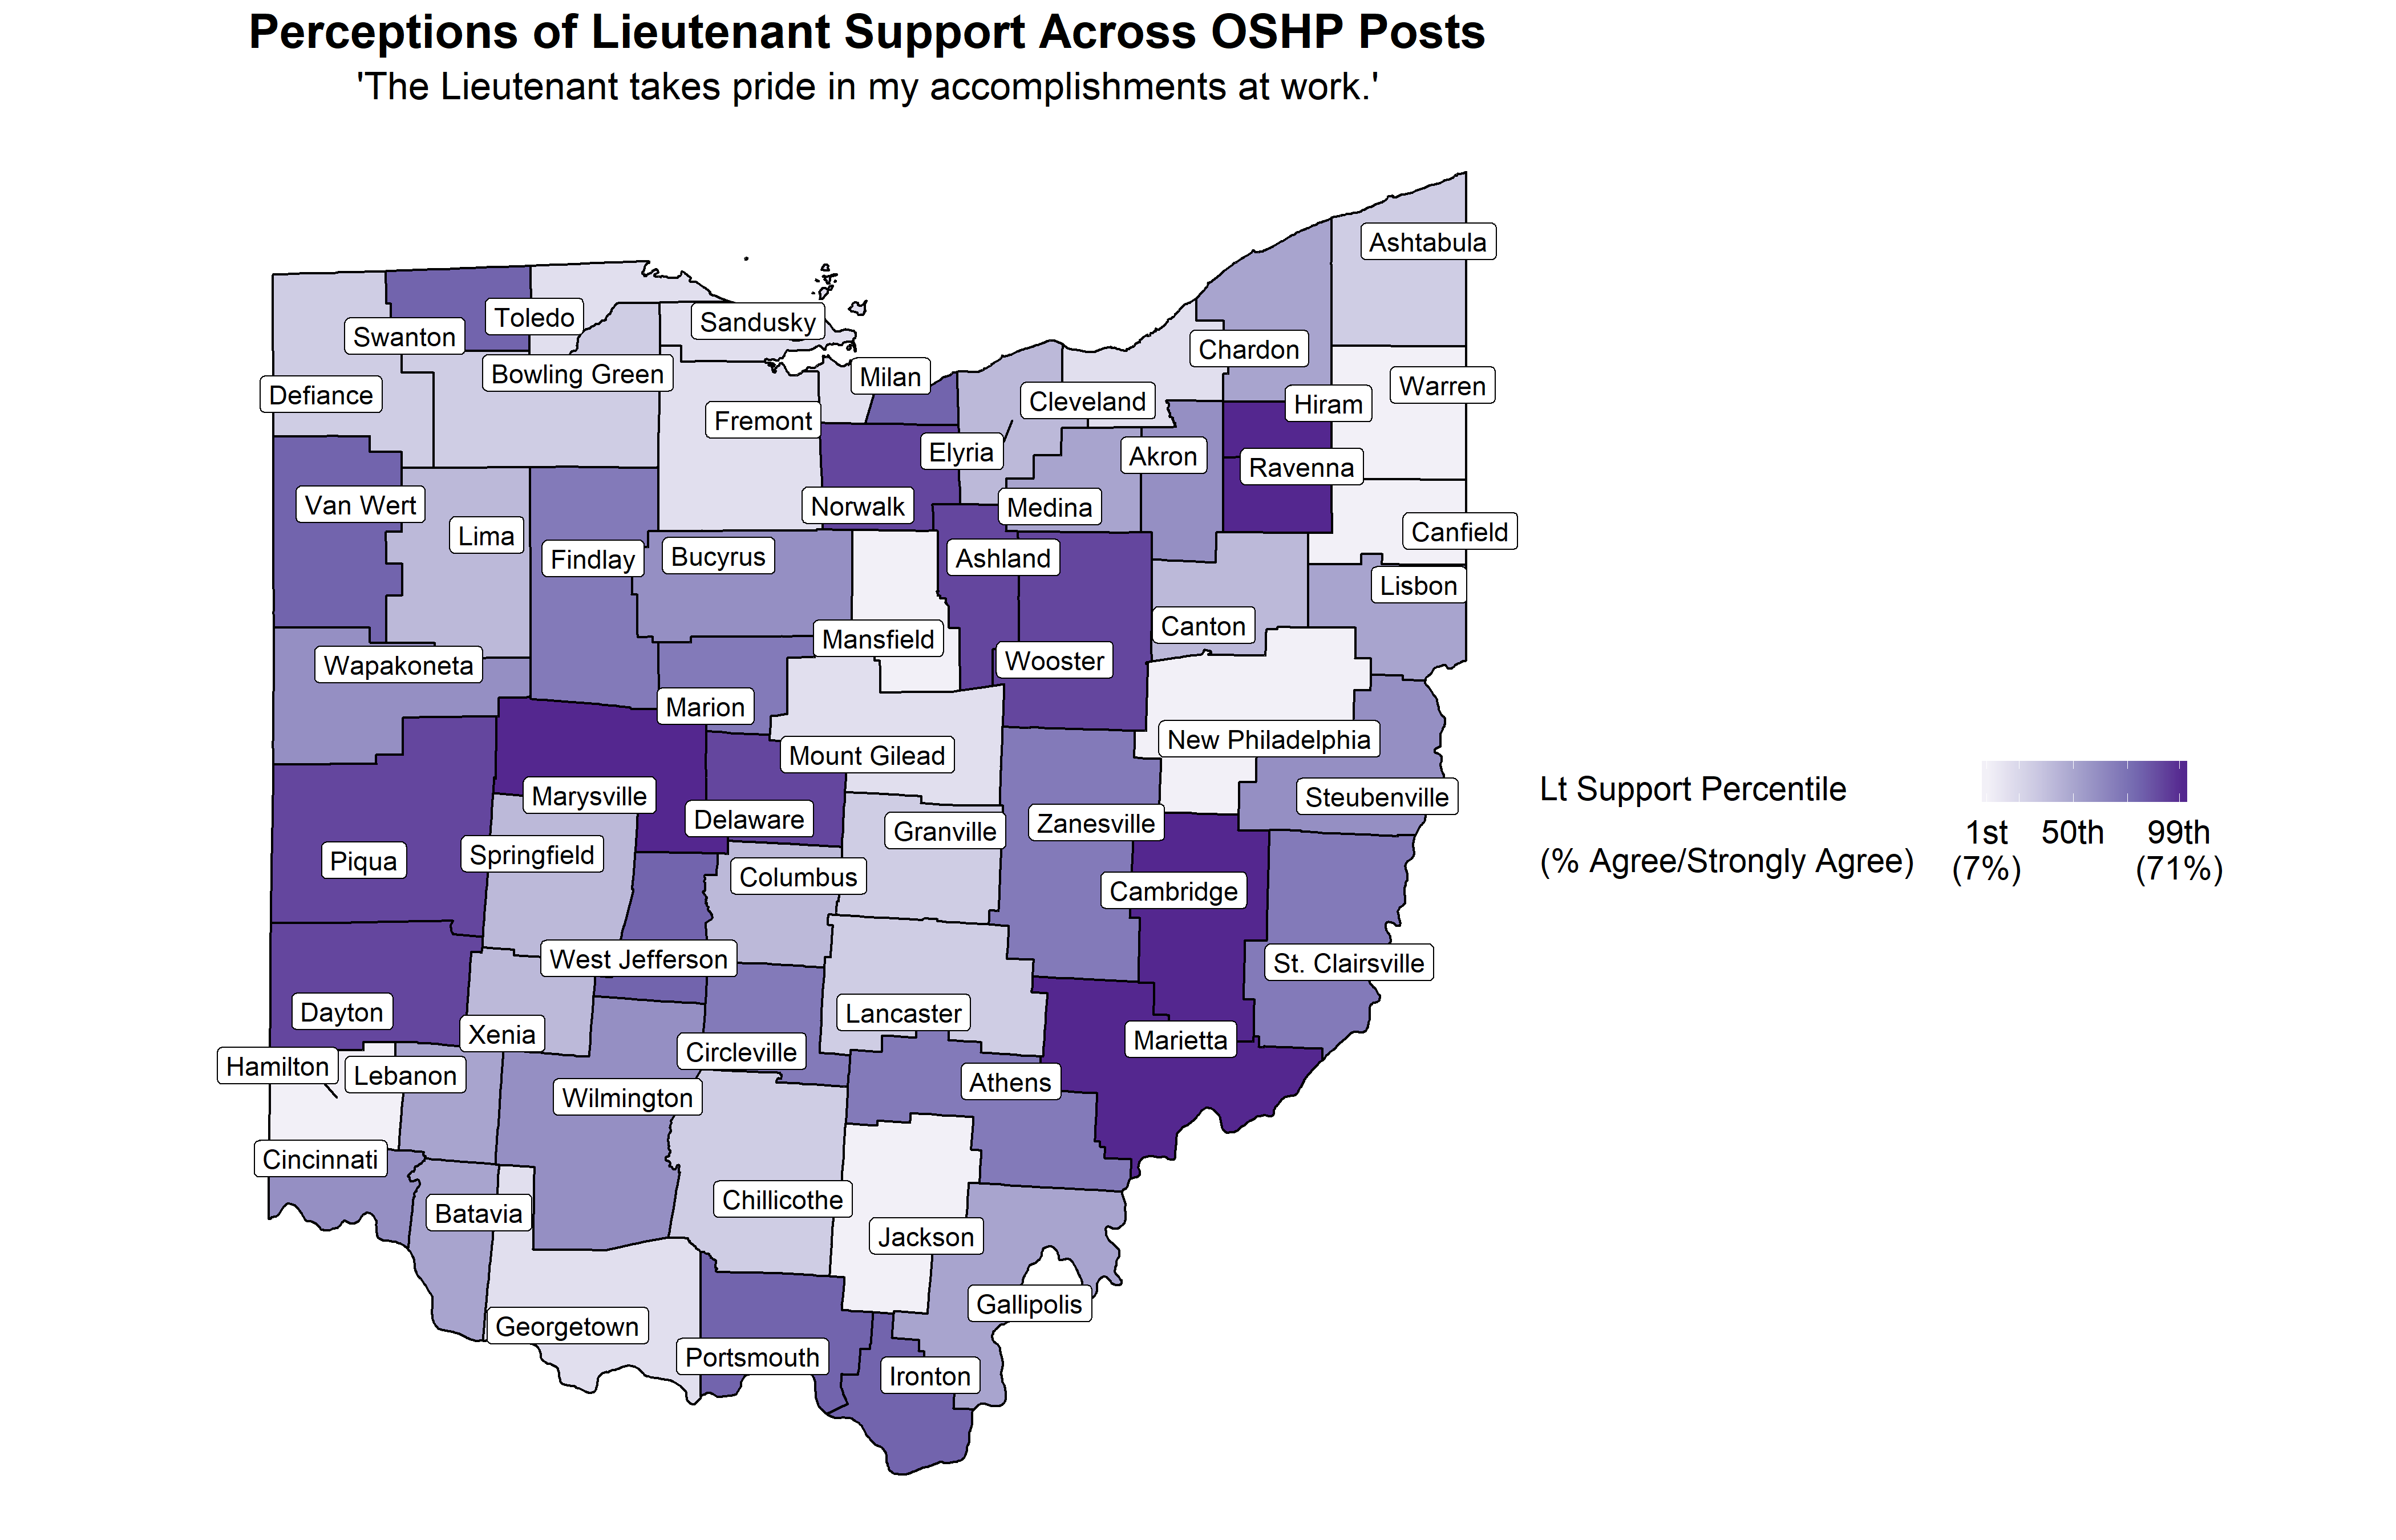 Perceptions of Lieutenant Support Across OSHP Posts
'The Lieutenant takes pride in my accomplishments at work.'
Ashtabula
Toledo
Sandusky
Swanton
Chardon
Bowling Green
Milan
Warren
Defiance
Cleveland
Hiram
Fremont
Elyria
Akron
Ravenna
Van Wert
Norwalk
Medina
Lima
Canfield
Findlay
Bucyrus
Ashland
Lisbon
Canton
Mansfield
Wapakoneta
Wooster
Marion
New Philadelphia
Mount Gilead
Marysville
Steubenville
Delaware
Granville
Zanesville
Springfield
Piqua
Columbus
Cambridge
West Jefferson
St. Clairsville
Dayton
Lancaster
Xenia
Marietta
Circleville
Hamilton
Lebanon
Athens
Wilmington
Cincinnati
Chillicothe
Batavia
Jackson
Gallipolis
Georgetown
Portsmouth
Ironton
Lt Support Percentile
(% Agree/Strongly Agree)
1st 50th 99th
(7%) (71%)